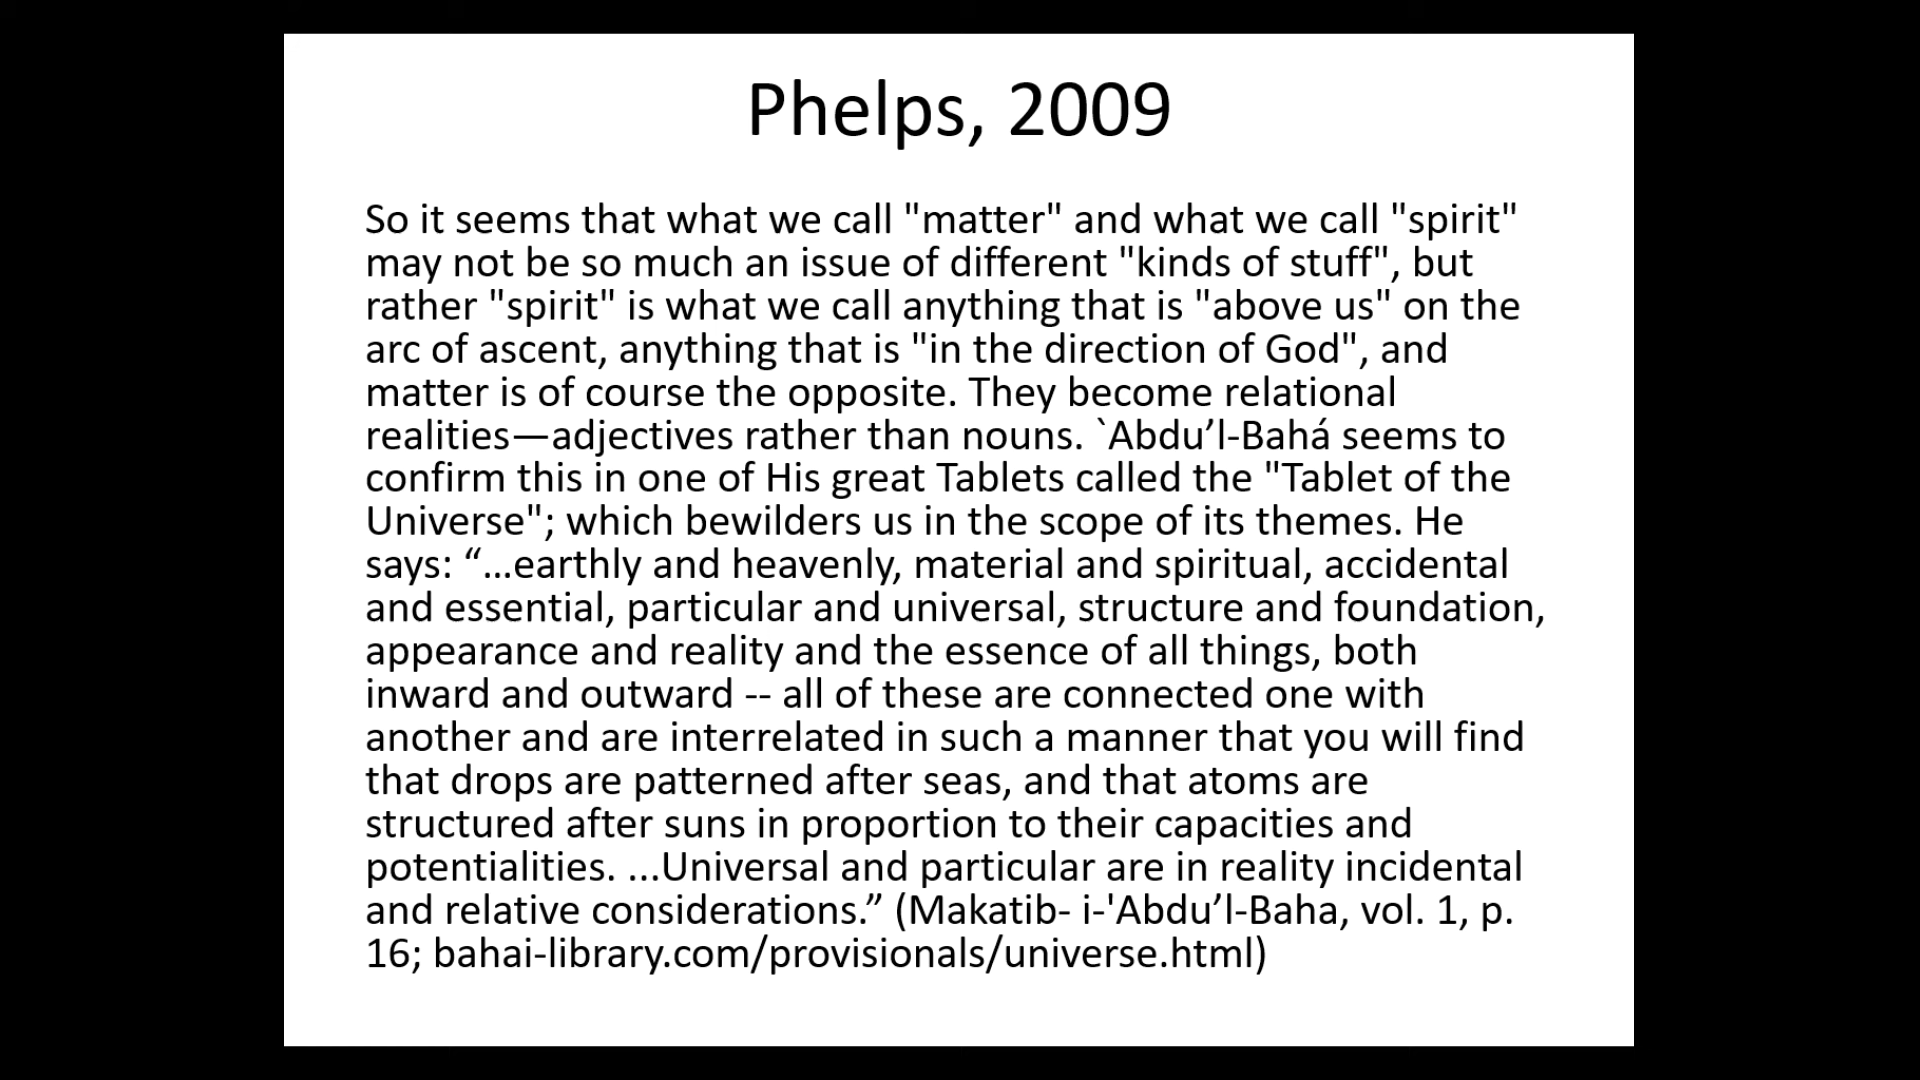 Phelps, 2009
So it seems that what we call "matter" and what we call "spirit"
may not be so much an issue of different "kinds of stuff", but
rather "spirit" is what we call anything that is "above us" on the
arc of ascent, anything that is "in the direction of God", and
matter is of course the opposite. They become relational
realities—adjectives rather than nouns. `Abdu’l-Bahá seems to
confirm this in one of His great Tablets called the "Tablet of the
Universe"; which bewilders us in the scope of its themes. He
says: “…earthly and heavenly, material and spiritual, accidental
and essential, particular and universal, structure and foundation,
appearance and reality and the essence of all things, both
inward and outward -- all of these are connected one with
another and are interrelated in such a manner that you will find
that drops are patterned after seas, and that atoms are
structured after suns in proportion to their capacities and
potentialities. ...Universal and particular are in reality incidental
and relative considerations.” (Makatib- i-'Abdu’l-Baha, vol. 1, p.
16; bahai-library.com/provisionals/universe.html)